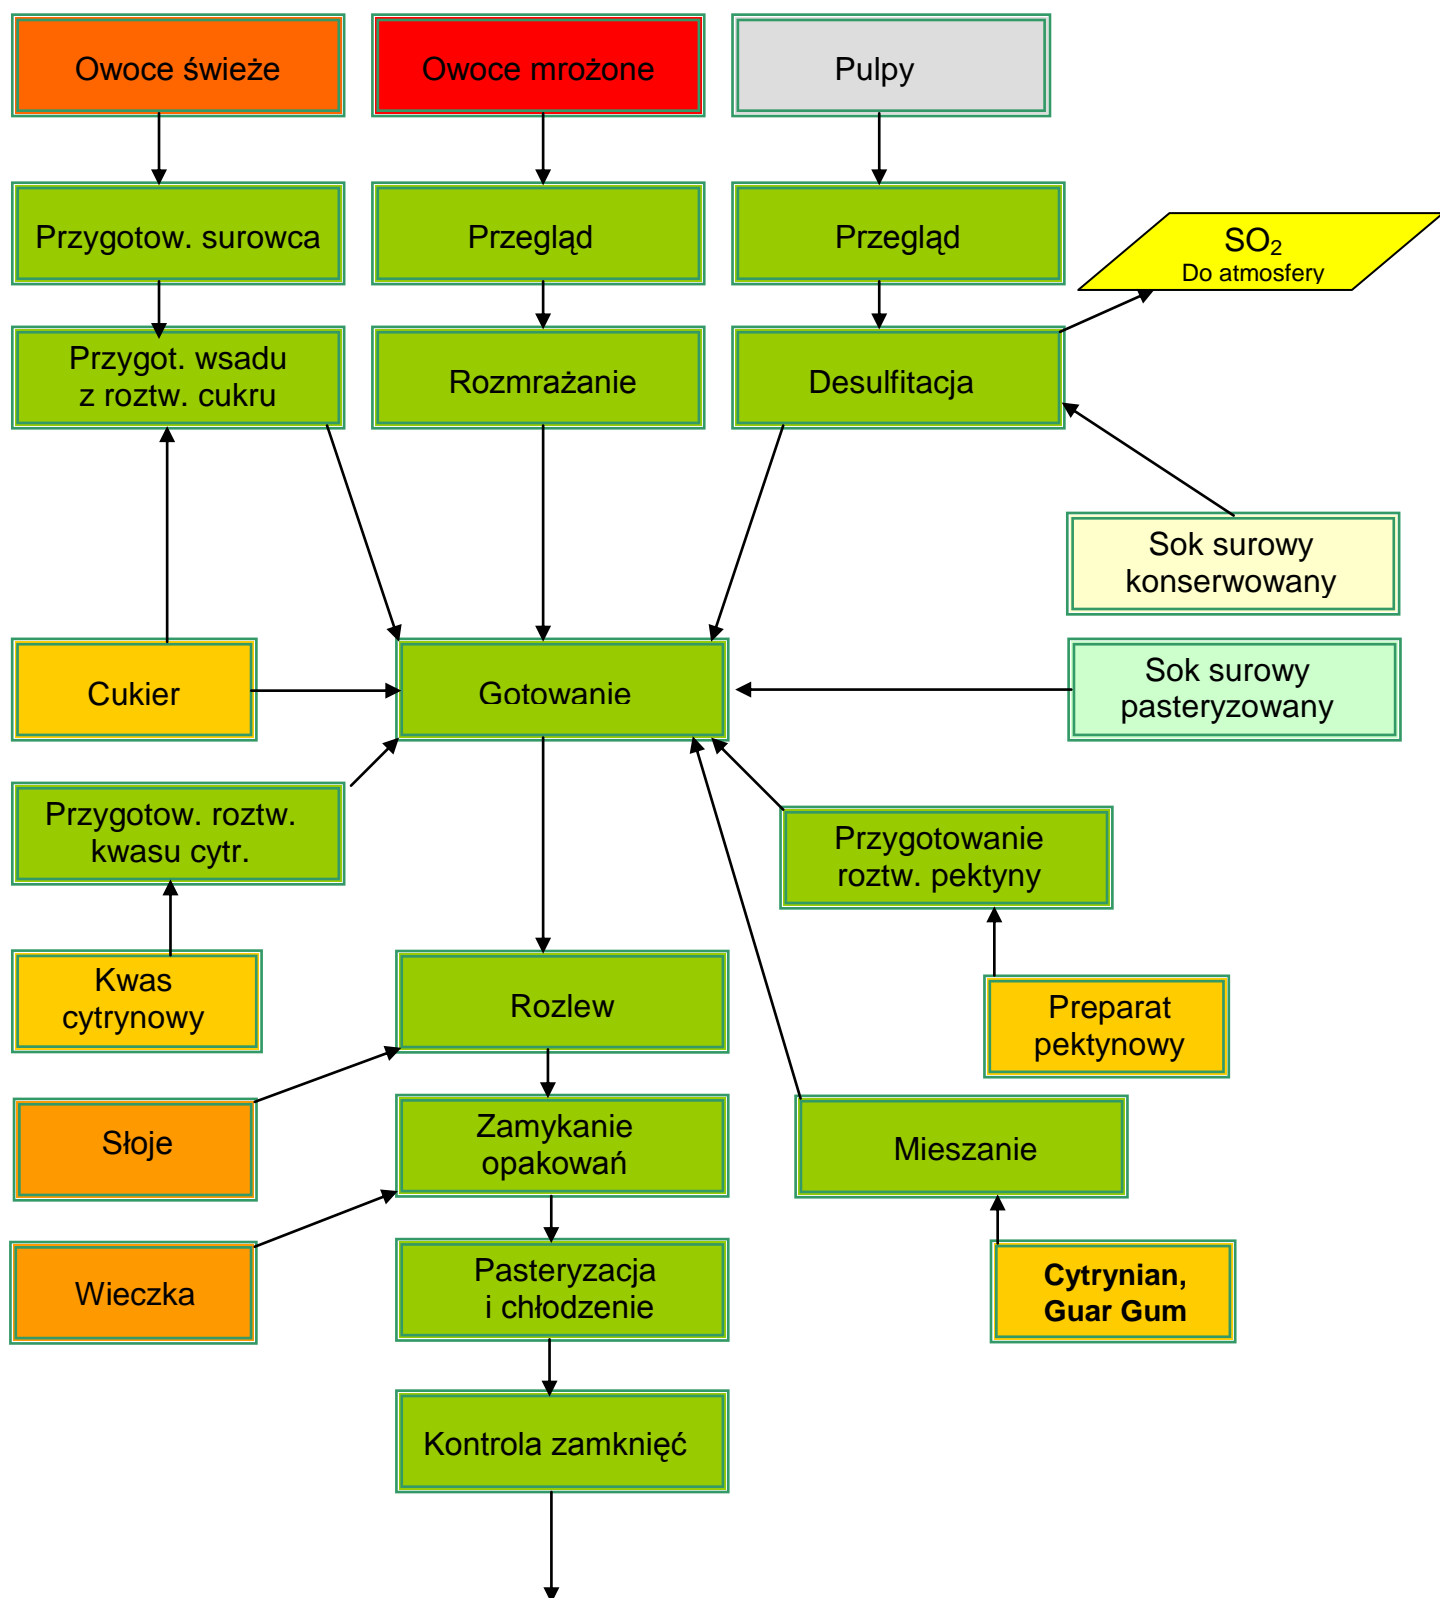 Owoce świeże
Owoce mrożone
Pulpy
Przygotow. surowca
Przegląd
Przegląd
SO₂
Do atmosfery
Przygot. wsadu
z roztw. cukru
Rozmrażanie
Desulfitacja
Sok surowy
konserwowany
Cukier
Gotowanie
Sok surowy
pasteryzowany
Przygotow. roztw.
kwasu cytr.
Przygotowanie
roztw. pektyny
Kwas
cytrynowy
Rozlew
Preparat
pektynowy
Słoje
Zamykanie
opakowań
Mieszanie
Wieczka
Pasteryzacja
i chłodzenie
Cytrynian,
Guar Gum
Kontrola zamknięć